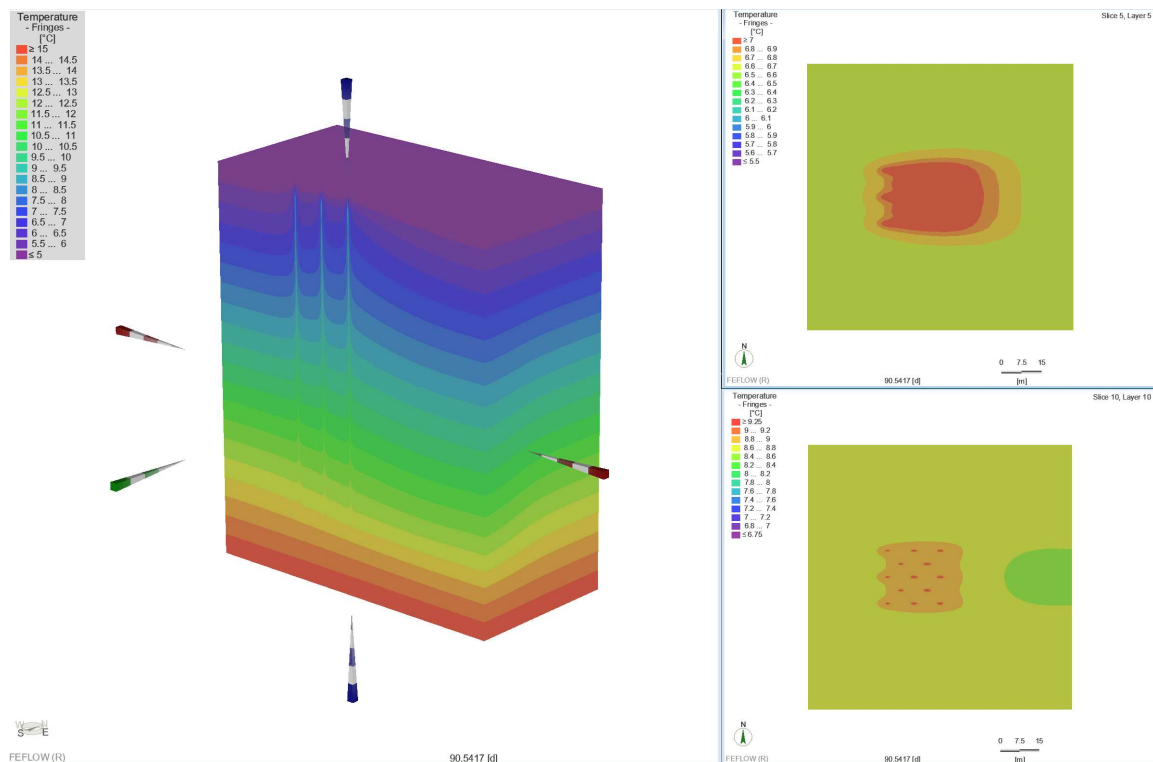 Temperature
- Fringes -
[°C]
≥ 15
14 ... 14.5
13.5 ... 14
13 ... 13.5
12.5 ... 13
12 ... 12.5
11.5 ... 12
11 ... 11.5
10.5 ... 11
10 ... 10.5
9.5 ... 10
9 ... 9.5
8.5 ... 9
8 ... 8.5
7.5 ... 8
7 ... 7.5
6.5 ... 7
6 ... 6.5
5.5 ... 6
≤ 5
W N
S E
FEFLOW (R)
90.5417 [d]
Temperature
- Fringes -
[°C]
≥ 7
6.8 ... 6.9
6.7 ... 6.8
6.6 ... 6.7
6.5 ... 6.6
6.4 ... 6.5
6.3 ... 6.4
6.2 ... 6.3
6.1 ... 6.2
6 ... 6.1
5.9 ... 6
5.8 ... 5.9
5.7 ... 5.8
5.6 ... 5.7
≤ 5.5
Slice 5, Layer 5
N
0 7.5 15
[m]
FEFLOW (R)
90.5417 [d]
Temperature
- Fringes -
[°C]
≥ 9.25
9 ... 9.2
8.8 ... 9
8.6 ... 8.8
8.4 ... 8.6
8.2 ... 8.4
8 ... 8.2
7.8 ... 8
7.6 ... 7.8
7.4 ... 7.6
7.2 ... 7.4
7 ... 7.2
6.8 ... 7
≤ 6.75
Slice 10, Layer 10
N
0 7.5 15
[m]
FEFLOW (R)
90.5417 [d]